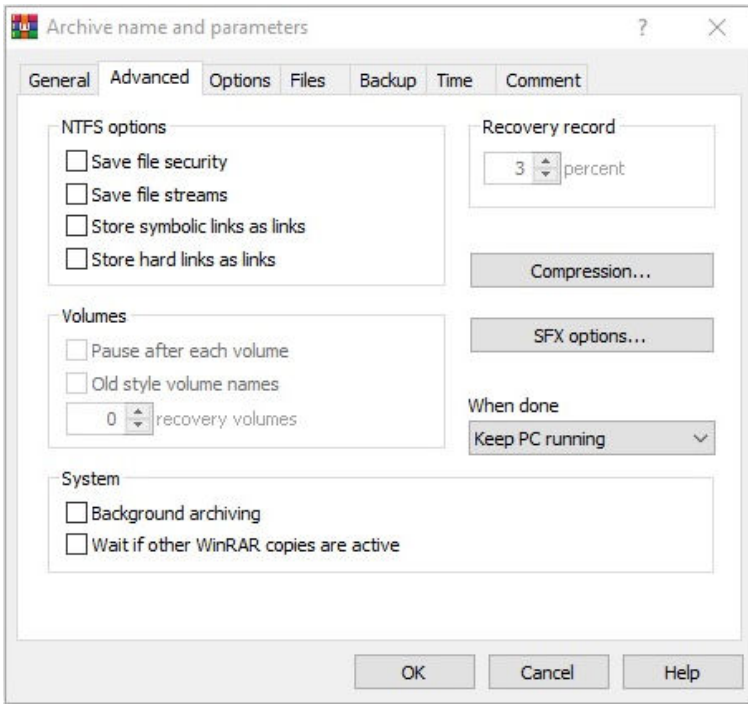 Archive name and parameters
General Advanced Options Files Backup Time Comment
NTFS options
Save file security
Save file streams
Store symbolic links as links
Store hard links as links
Recovery record
3 percent
Compression...
SFX options...
Volumes
Pause after each volume
Old style volume names
0 recovery volumes
When done
Keep PC running
System
Background archiving
Wait if other WinRAR copies are active
OK Cancel Help